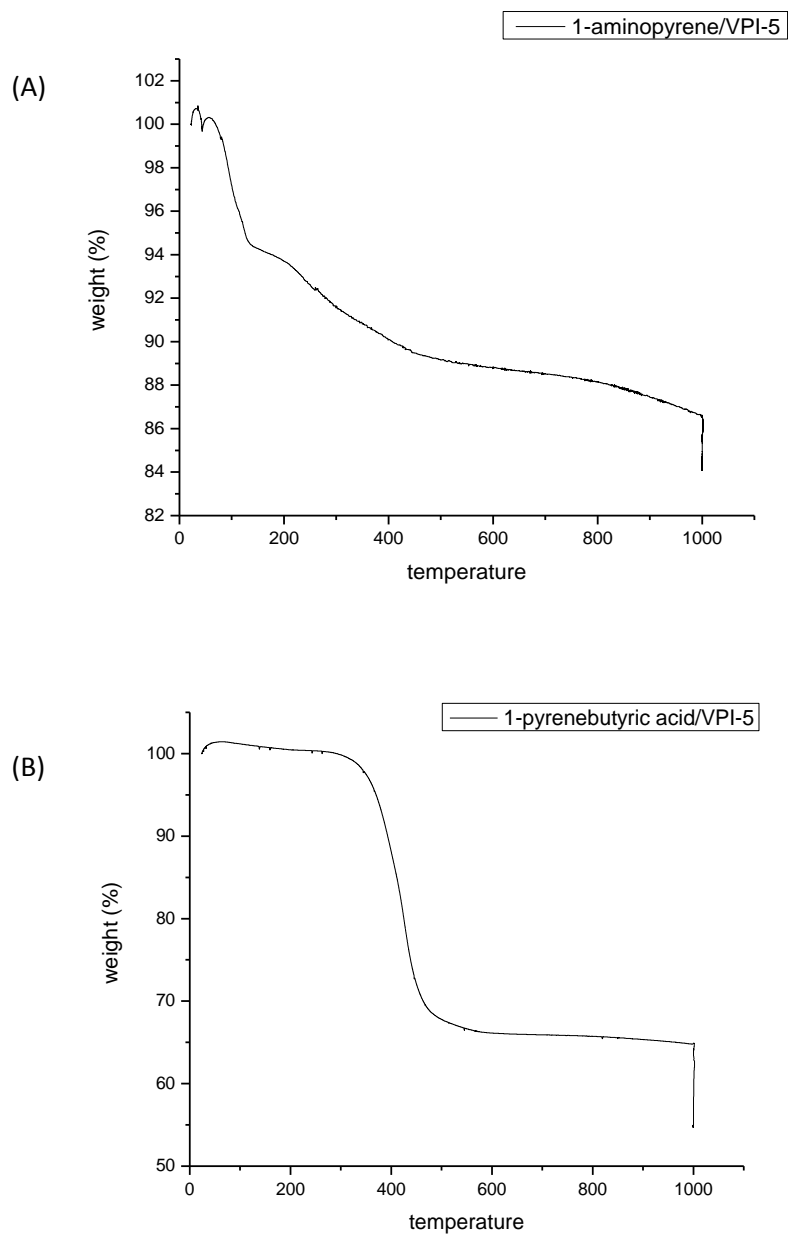 1-aminopyrene/VPI-5
(A)
102
100
98
96
94
92
90
88
86
84
82
weight (%)
0 200 400 600 800 1000
temperature
1-pyrenebutyric acid/VPI-5
(B)
100
90
80
70
60
50
weight (%)
0 200 400 600 800 1000
temperature